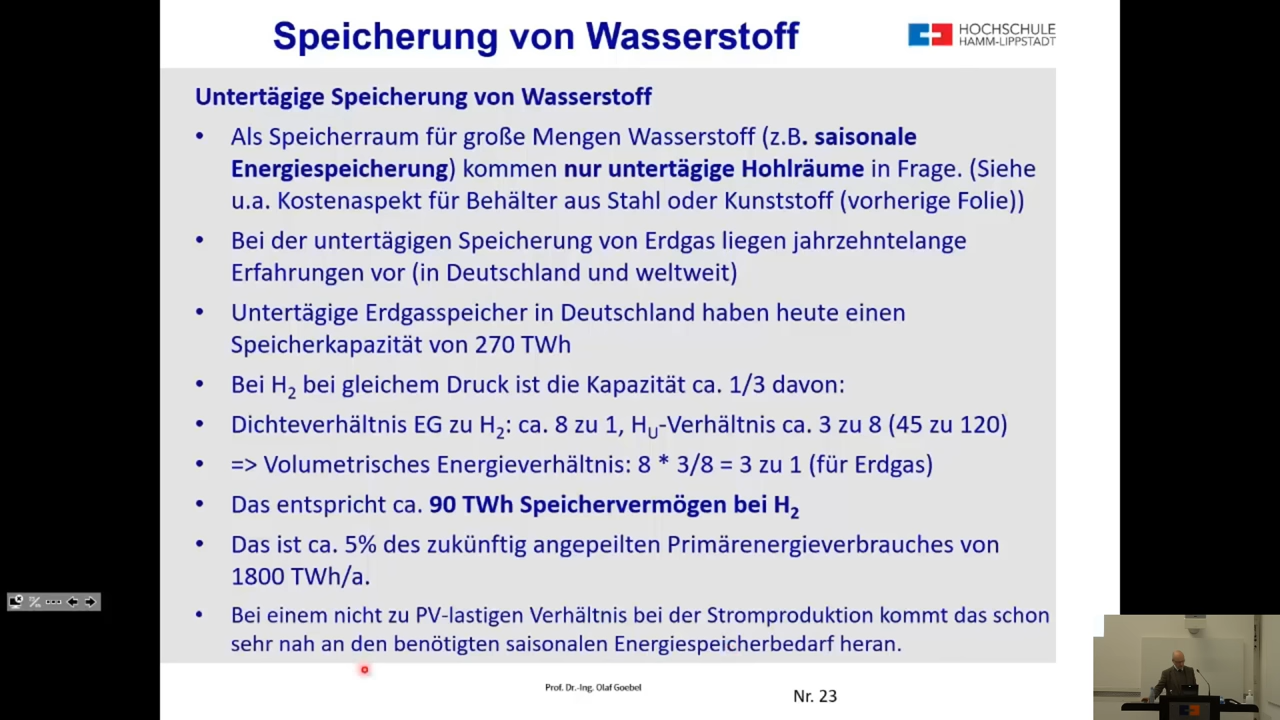 Speicherung von Wasserstoff
HOCHSCHULE
HAMM-LIPPSTADT
Untertägige Speicherung von Wasserstoff
• Als Speicherraum für große Mengen Wasserstoff (z.B. saisonale
Energiespeicherung) kommen nur untertägige Hohlräume in Frage. (Siehe
u.a. Kostenaspekt für Behälter aus Stahl oder Kunststoff (vorherige Folie))
• Bei der untertägigen Speicherung von Erdgas liegen jahrzehntelange
Erfahrungen vor (in Deutschland und weltweit)
• Untertägige Erdgasspeicher in Deutschland haben heute einen
Speicherkapazität von 270 TWh
• Bei H₂ bei gleichem Druck ist die Kapazität ca. 1/3 davon:
• Dichteverhältnis EG zu H₂: ca. 8 zu 1, HU-Verhältnis ca. 3 zu 8 (45 zu 120)
• => Volumetrisches Energieverhältnis: 8 * 3/8 = 3 zu 1 (für Erdgas)
• Das entspricht ca. 90 TWh Speichervermögen bei H₂
• Das ist ca. 5% des zukünftig angepeilten Primärenergieverbrauches von
1800 TWh/a.
• Bei einem nicht zu PV-lastigen Verhältnis bei der Stromproduktion kommt das schon
sehr nah an den benötigten saisonalen Energiespeicherbedarf heran.
Prof. Dr.-Ing. Olaf Goebel
Nr. 23